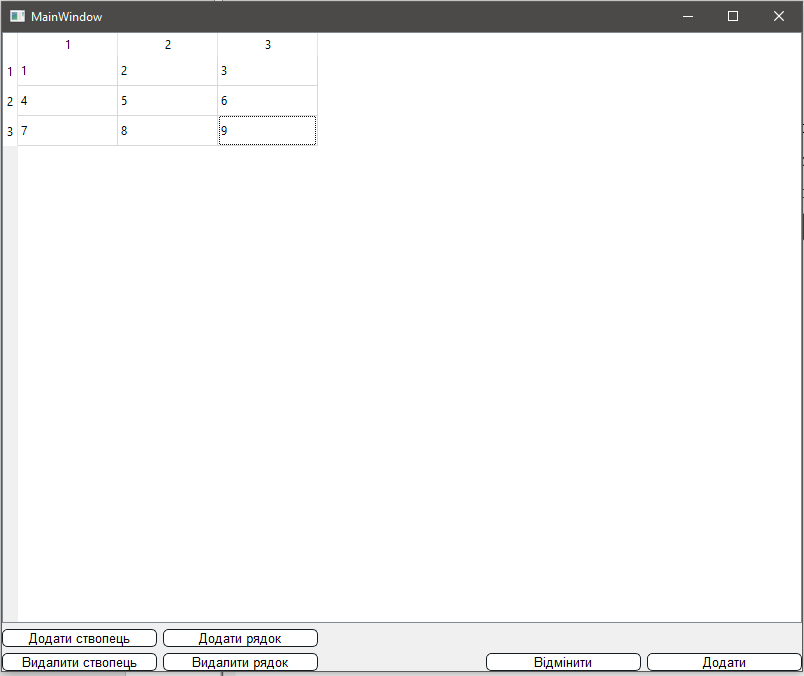 MainWindow
1 2 3
1 1 2 3
2 4 5 6
3 7 8 9
Додати ствопець Додати рядок
Видалити ствопець Видалити рядок Відмінити Додати